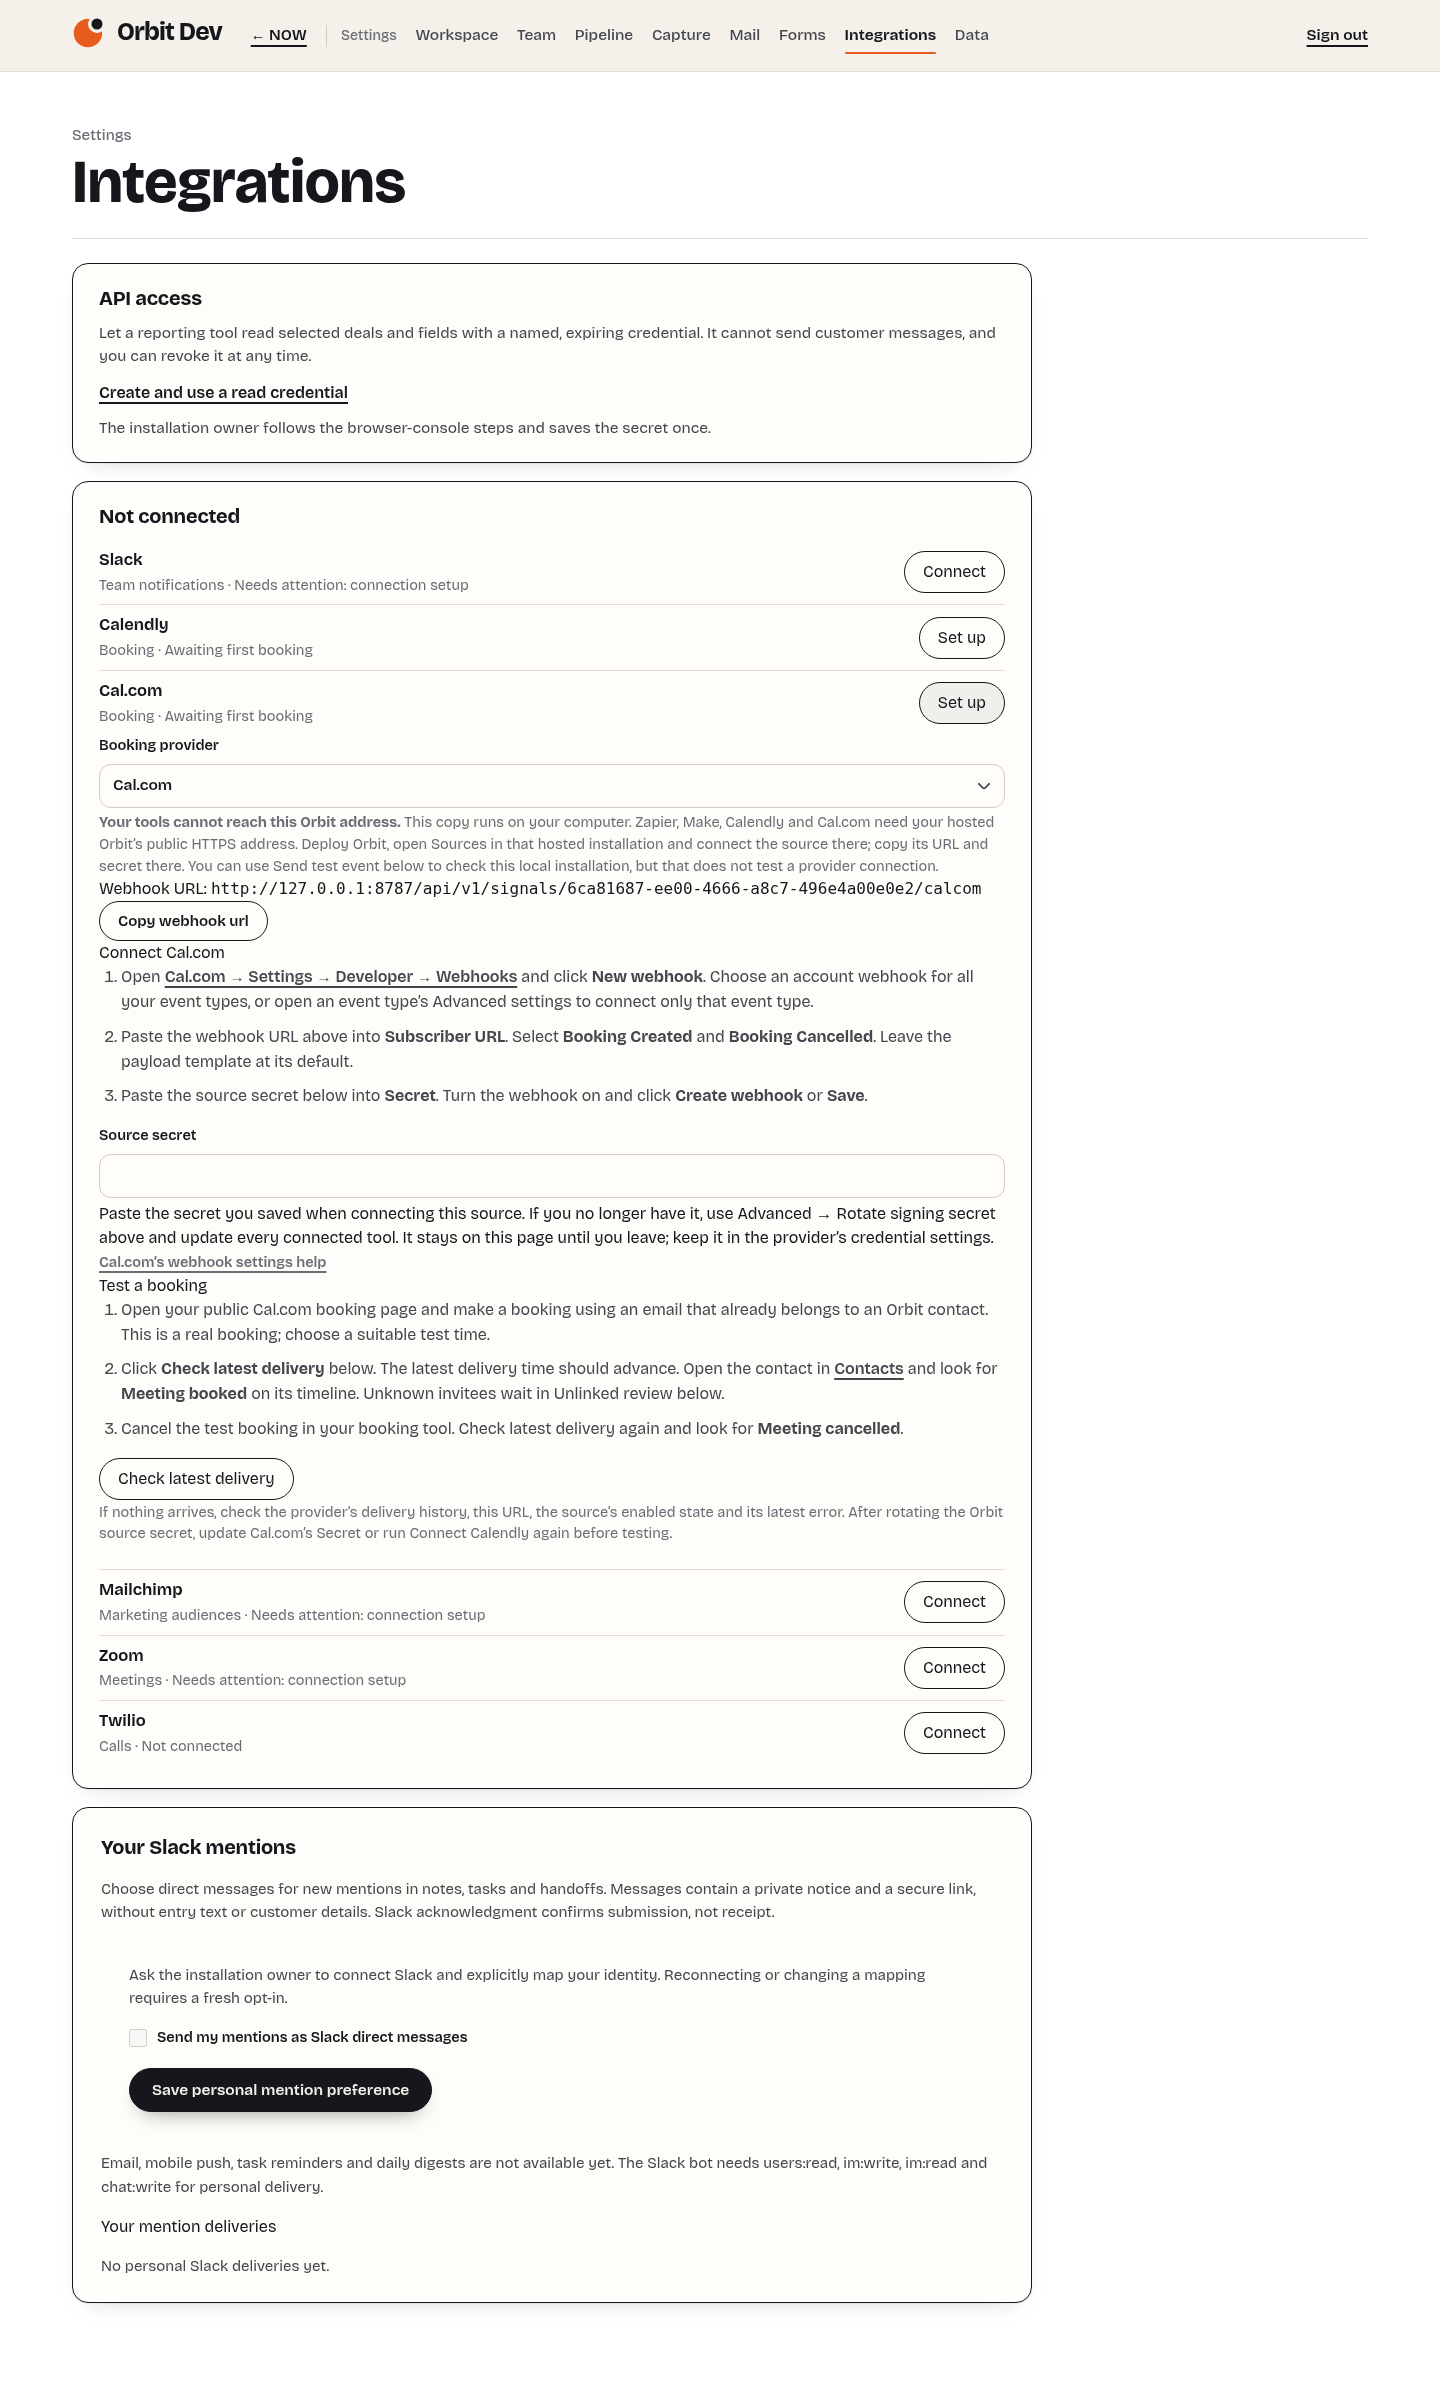 Orbit Dev
← NOW
Settings
Workspace
Team
Pipeline
Capture
Mail
Forms
Integrations
Data
Sign out
Settings
Integrations
API access
Let a reporting tool read selected deals and fields with a named, expiring credential. It cannot send customer messages, and
you can revoke it at any time.
Create and use a read credential
The installation owner follows the browser-console steps and saves the secret once.
Not connected
Slack
Team notifications · Needs attention: connection setup
Connect
Calendly
Booking · Awaiting first booking
Set up
Cal.com
Booking · Awaiting first booking
Set up
Booking provider
Cal.com
Your tools cannot reach this Orbit address. This copy runs on your computer. Zapier, Make, Calendly and Cal.com need your hosted
Orbit’s public HTTPS address. Deploy Orbit, open Sources in that hosted installation and connect the source there; copy its URL and
secret there. You can use Send test event below to check this local installation, but that does not test a provider connection.
Webhook URL: http://127.0.0.1:8787/api/v1/signals/6ca81687-ee00-4666-a8c7-496e4a00e0e2/calcom
Copy webhook url
Connect Cal.com
1. Open Cal.com → Settings → Developer → Webhooks and click New webhook. Choose an account webhook for all
your event types, or open an event type’s Advanced settings to connect only that event type.
2. Paste the webhook URL above into Subscriber URL. Select Booking Created and Booking Cancelled. Leave the
payload template at its default.
3. Paste the source secret below into Secret. Turn the webhook on and click Create webhook or Save.
Source secret
Paste the secret you saved when connecting this source. If you no longer have it, use Advanced → Rotate signing secret
above and update every connected tool. It stays on this page until you leave; keep it in the provider’s credential settings.
Cal.com’s webhook settings help
Test a booking
1. Open your public Cal.com booking page and make a booking using an email that already belongs to an Orbit contact.
This is a real booking; choose a suitable test time.
2. Click Check latest delivery below. The latest delivery time should advance. Open the contact in Contacts and look for
Meeting booked on its timeline. Unknown invitees wait in Unlinked review below.
3. Cancel the test booking in your booking tool. Check latest delivery again and look for Meeting cancelled.
Check latest delivery
If nothing arrives, check the provider’s delivery history, this URL, the source’s enabled state and its latest error. After rotating the Orbit
source secret, update Cal.com’s Secret or run Connect Calendly again before testing.
Mailchimp
Marketing audiences · Needs attention: connection setup
Connect
Zoom
Meetings · Needs attention: connection setup
Connect
Twilio
Calls · Not connected
Connect
Your Slack mentions
Choose direct messages for new mentions in notes, tasks and handoffs. Messages contain a private notice and a secure link,
without entry text or customer details. Slack acknowledgment confirms submission, not receipt.
Ask the installation owner to connect Slack and explicitly map your identity. Reconnecting or changing a mapping
requires a fresh opt-in.
Send my mentions as Slack direct messages
Save personal mention preference
Email, mobile push, task reminders and daily digests are not available yet. The Slack bot needs users:read, im:write, im:read and
chat:write for personal delivery.
Your mention deliveries
No personal Slack deliveries yet.